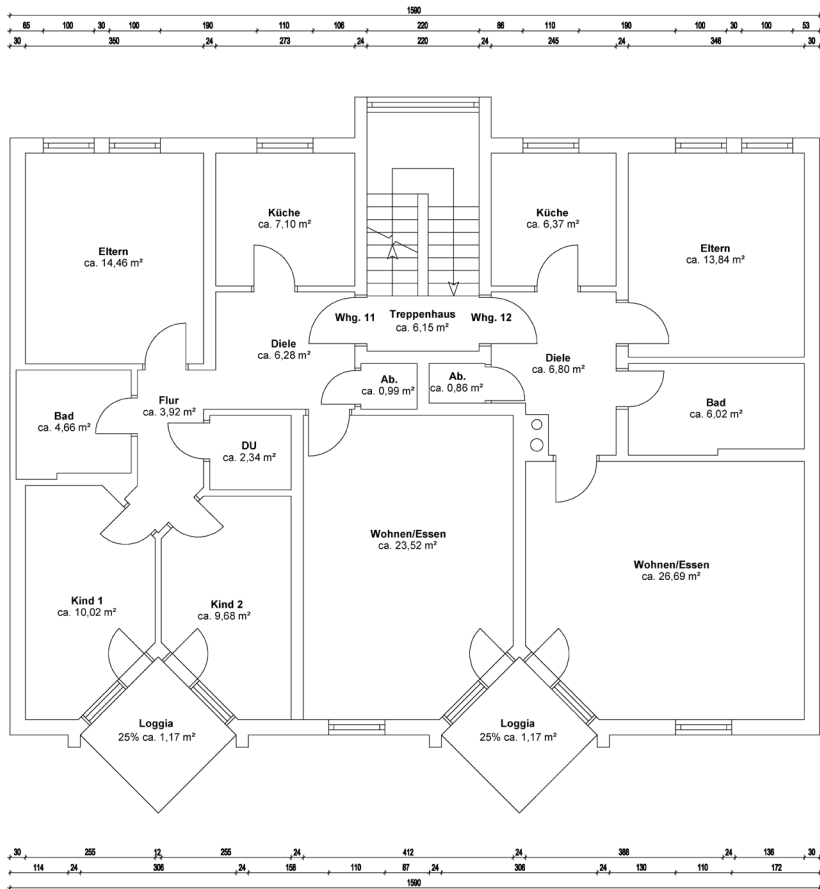 1590
65 100 30 100 190 110 106 220 86 110 190 100 30 100 53
30 350 24 273 24 220 24 245 24 346 30
Küche
ca. 7,10 m²
Küche
ca. 6,37 m²
Eltern
ca. 14,46 m²
Eltern
ca. 13,84 m²
Whg. 11
Treppenhaus
ca. 6,15 m²
Whg. 12
Diele
ca. 6,28 m²
Diele
ca. 6,80 m²
Ab.
ca. 0,99 m²
Ab.
ca. 0,86 m²
Flur
ca. 3,92 m²
Bad
ca. 4,66 m²
Bad
ca. 6,02 m²
DU
ca. 2,34 m²
Wohnen/Essen
ca. 23,52 m²
Wohnen/Essen
ca. 26,69 m²
Kind 1
ca. 10,02 m²
Kind 2
ca. 9,68 m²
Loggia
25% ca. 1,17 m²
Loggia
25% ca. 1,17 m²
30 255 12 255 24 412 24 388 24 136 30
114 24 306 24 158 110 87 24 306 24 130 110 172
1590